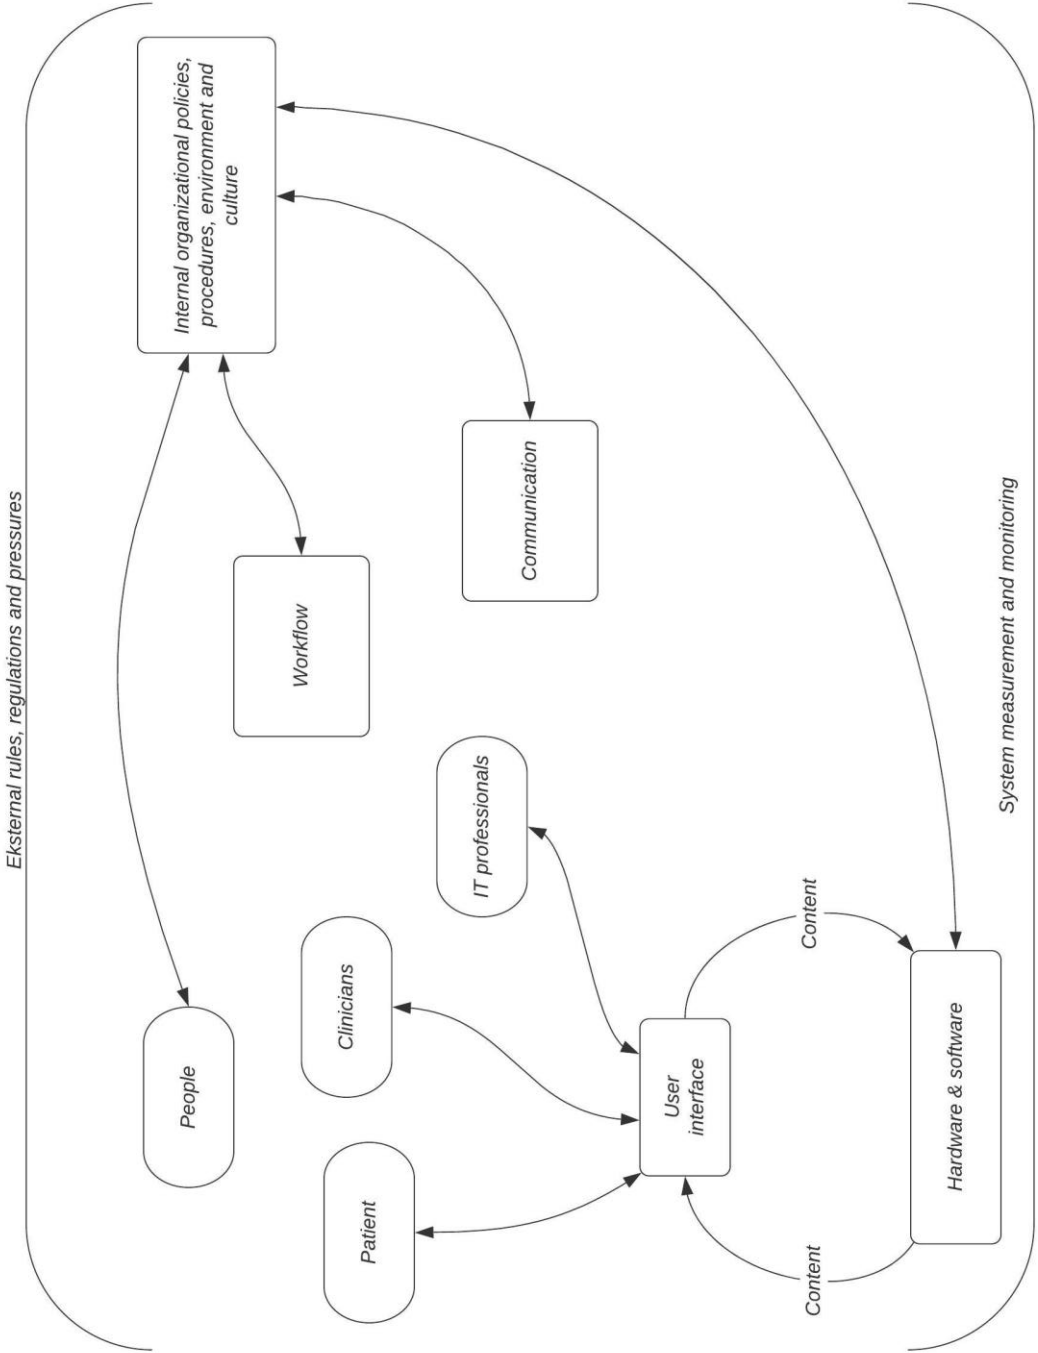 Eksternal rules, regulations and pressures
People
Internal organizational policies,
procedures, environment and
culture
Workflow
Clinicians
Patient
IT professionals
Communication
User
interface
Content
Content
Hardware & software
System measurement and monitoring